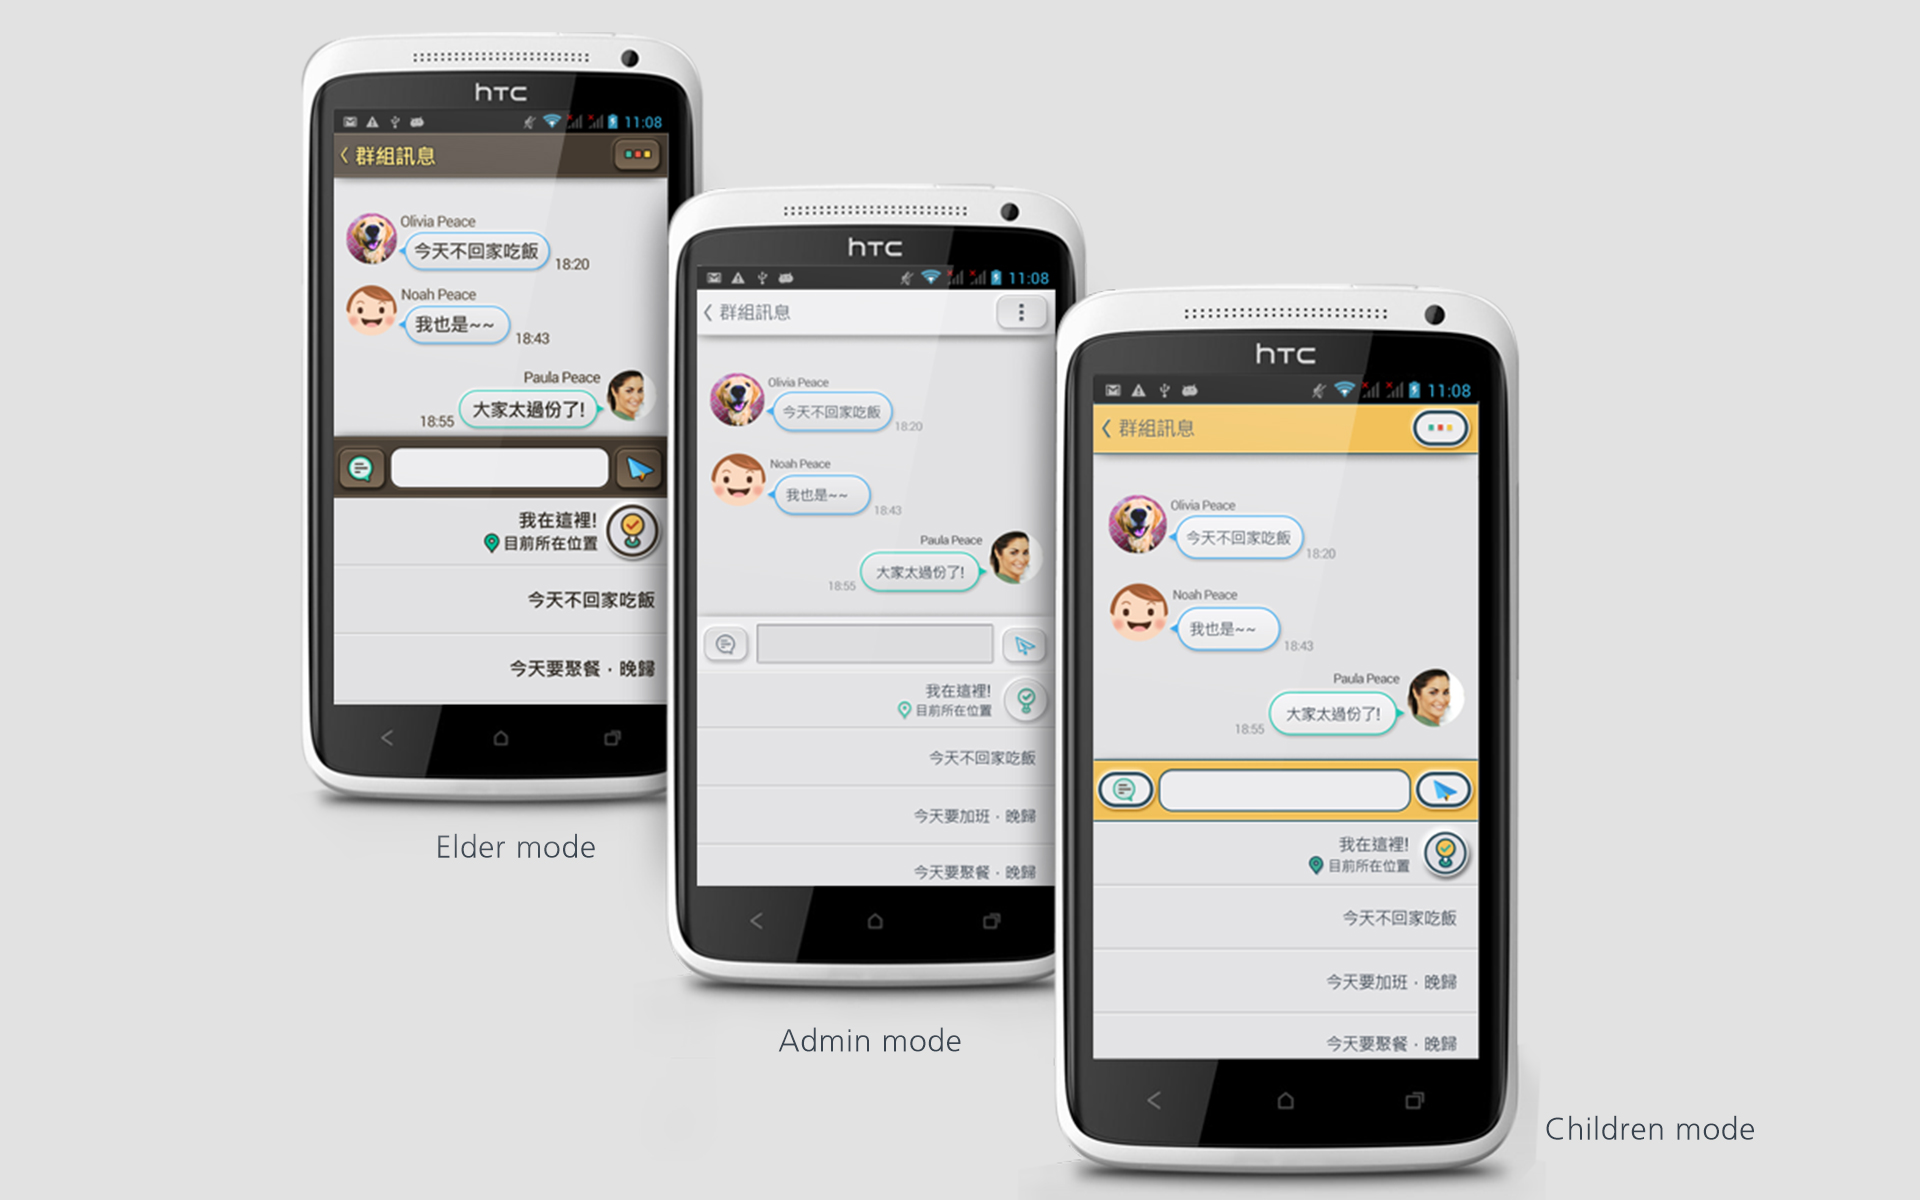 hTC
11:08
群組訊息
Olivia Peace
今天不回家吃飯
18:20
Noah Peace
我也是~~
18:43
Paula Peace
大家太過份了!
18:55
我在這裡!
目前所在位置
今天不回家吃飯
今天要聚餐．晚歸
Elder mode
hTC
11:08
群組訊息
Olivia Peace
今天不回家吃飯
18:20
Noah Peace
我也是~~
18:43
Paula Peace
大家太過份了!
18:55
我在這裡!
目前所在位置
今天不回家吃飯
今天要加班．晚歸
今天要聚餐．晚歸
Admin mode
hTC
11:08
群組訊息
Olivia Peace
今天不回家吃飯
18:20
Noah Peace
我也是~~
18:43
Paula Peace
大家太過份了!
18:55
我在這裡!
目前所在位置
今天不回家吃飯
今天要加班．晚歸
今天要聚餐．晚歸
Children mode